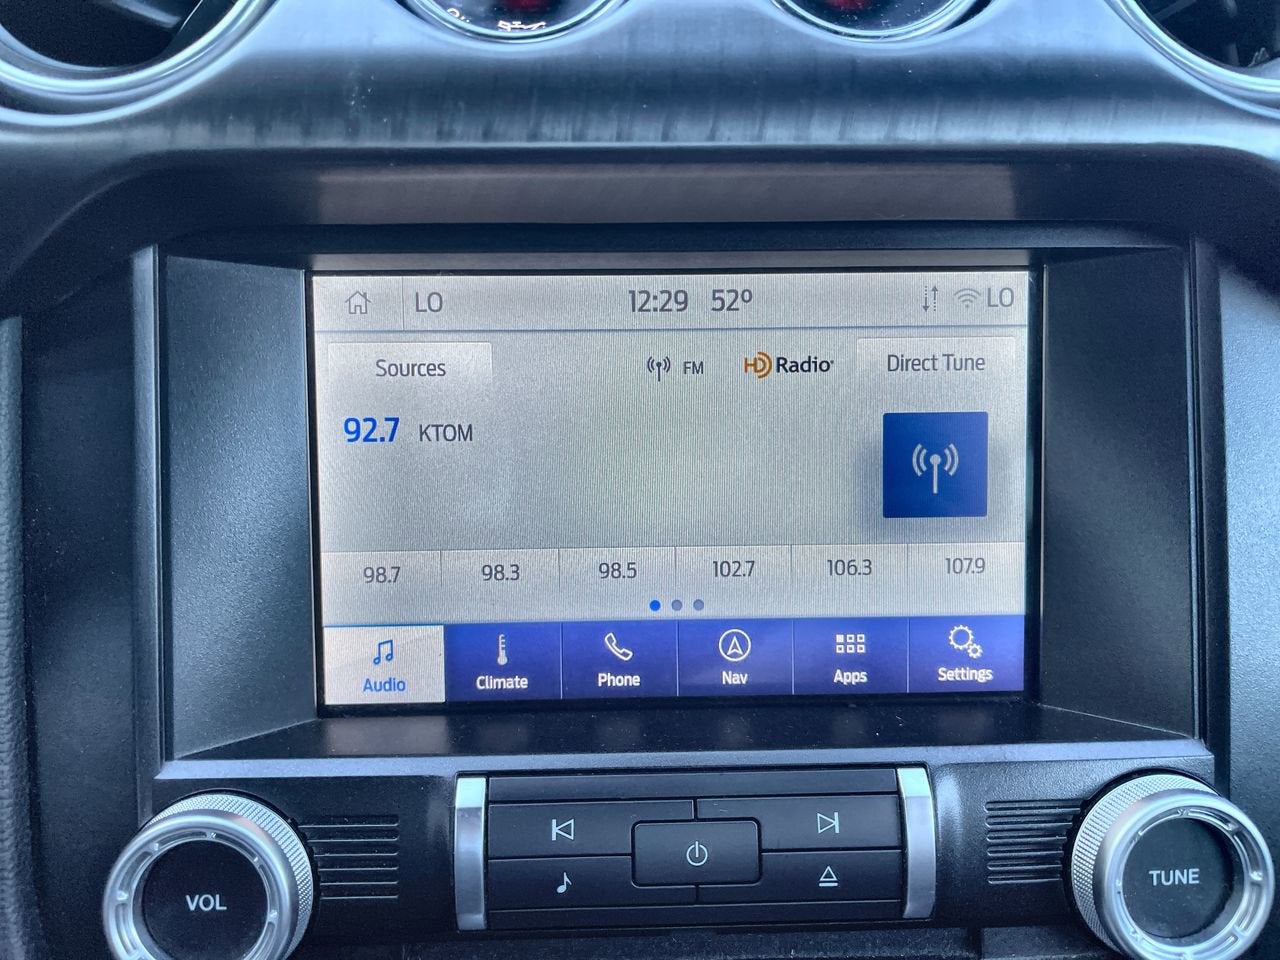 LO 12:29 52º LO
Sources FM HD Radio Direct Tune
92.7 KTOM
98.7 98.3 98.5 102.7 106.3 107.9
Audio Climate Phone Nav Apps Settings
VOL TUNE